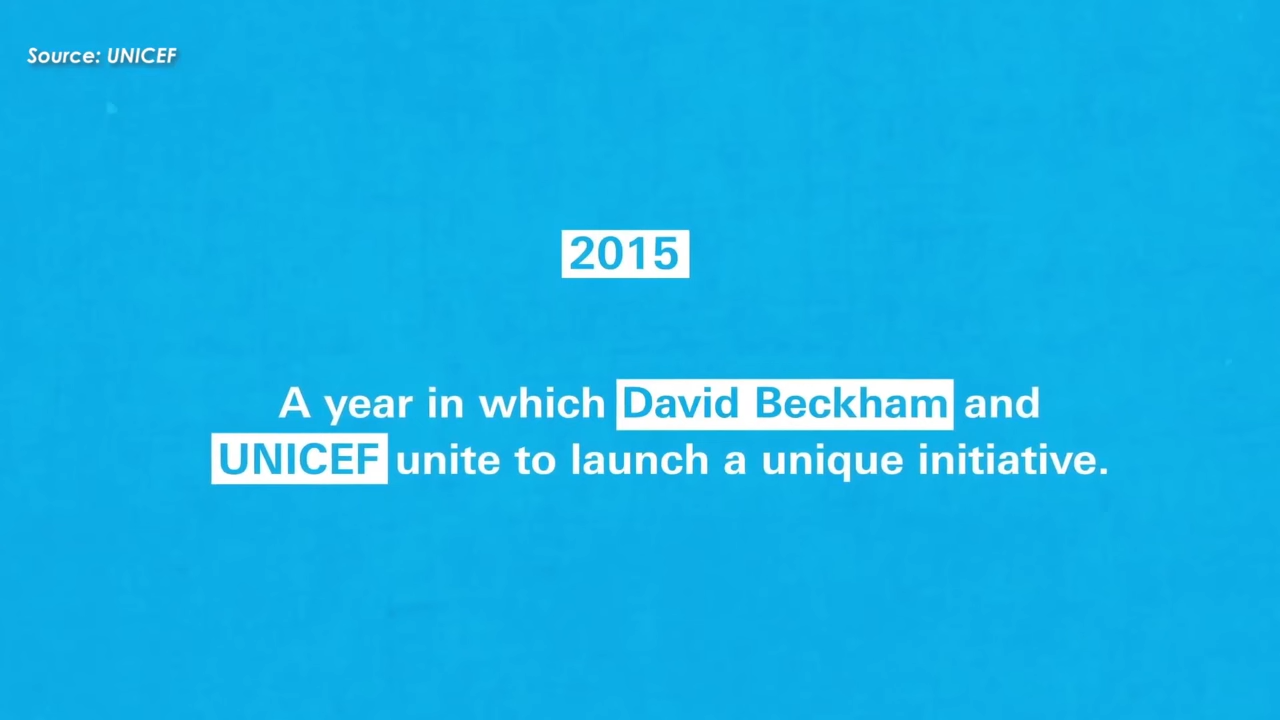 Source: UNICEF
2015
A year in which David Beckham and
UNICEF unite to launch a unique initiative.